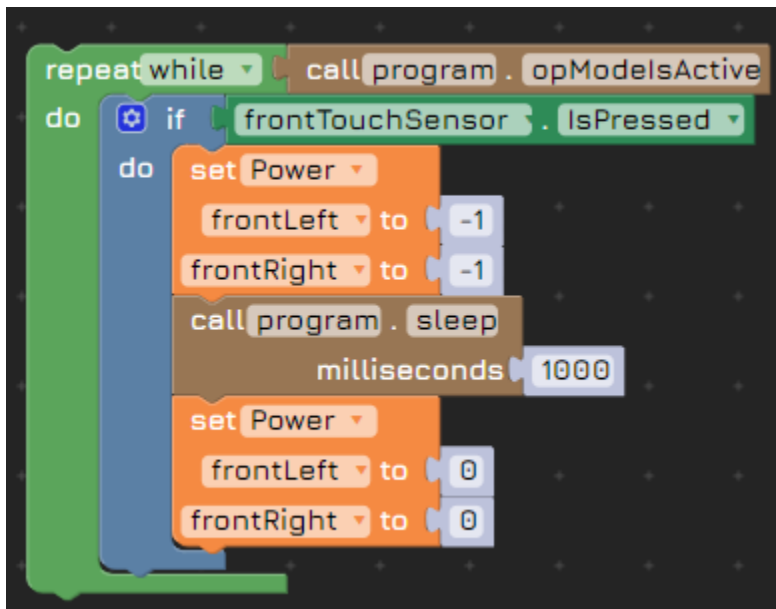 repeat while call program . opModeIsActive
do if frontTouchSensor . IsPressed
do set Power
frontLeft to -1
frontRight to -1
call program . sleep
milliseconds 1000
set Power
frontLeft to 0
frontRight to 0